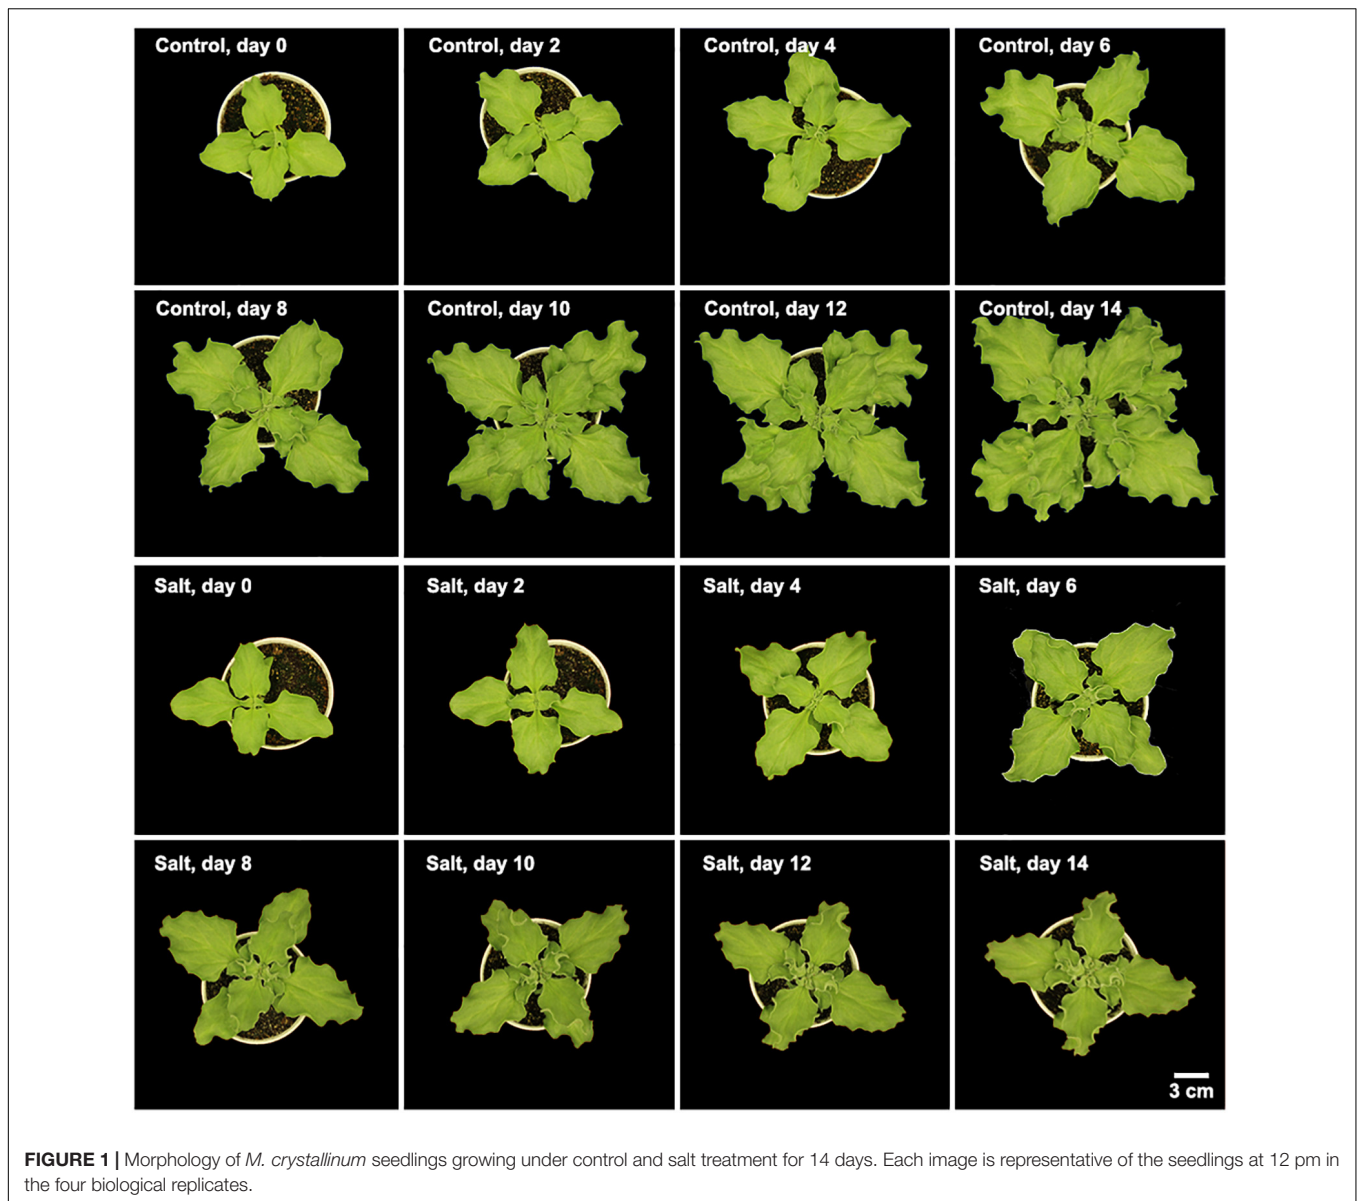 Control, day 0
Control, day 2
Control, day 4
Control, day 6
Control, day 8
Control, day 10
Control, day 12
Control, day 14
Salt, day 0
Salt, day 2
Salt, day 4
Salt, day 6
Salt, day 8
Salt, day 10
Salt, day 12
Salt, day 14
3 cm
FIGURE 1 | Morphology of M. crystallinum seedlings growing under control and salt treatment for 14 days. Each image is representative of the seedlings at 12 pm in
the four biological replicates.